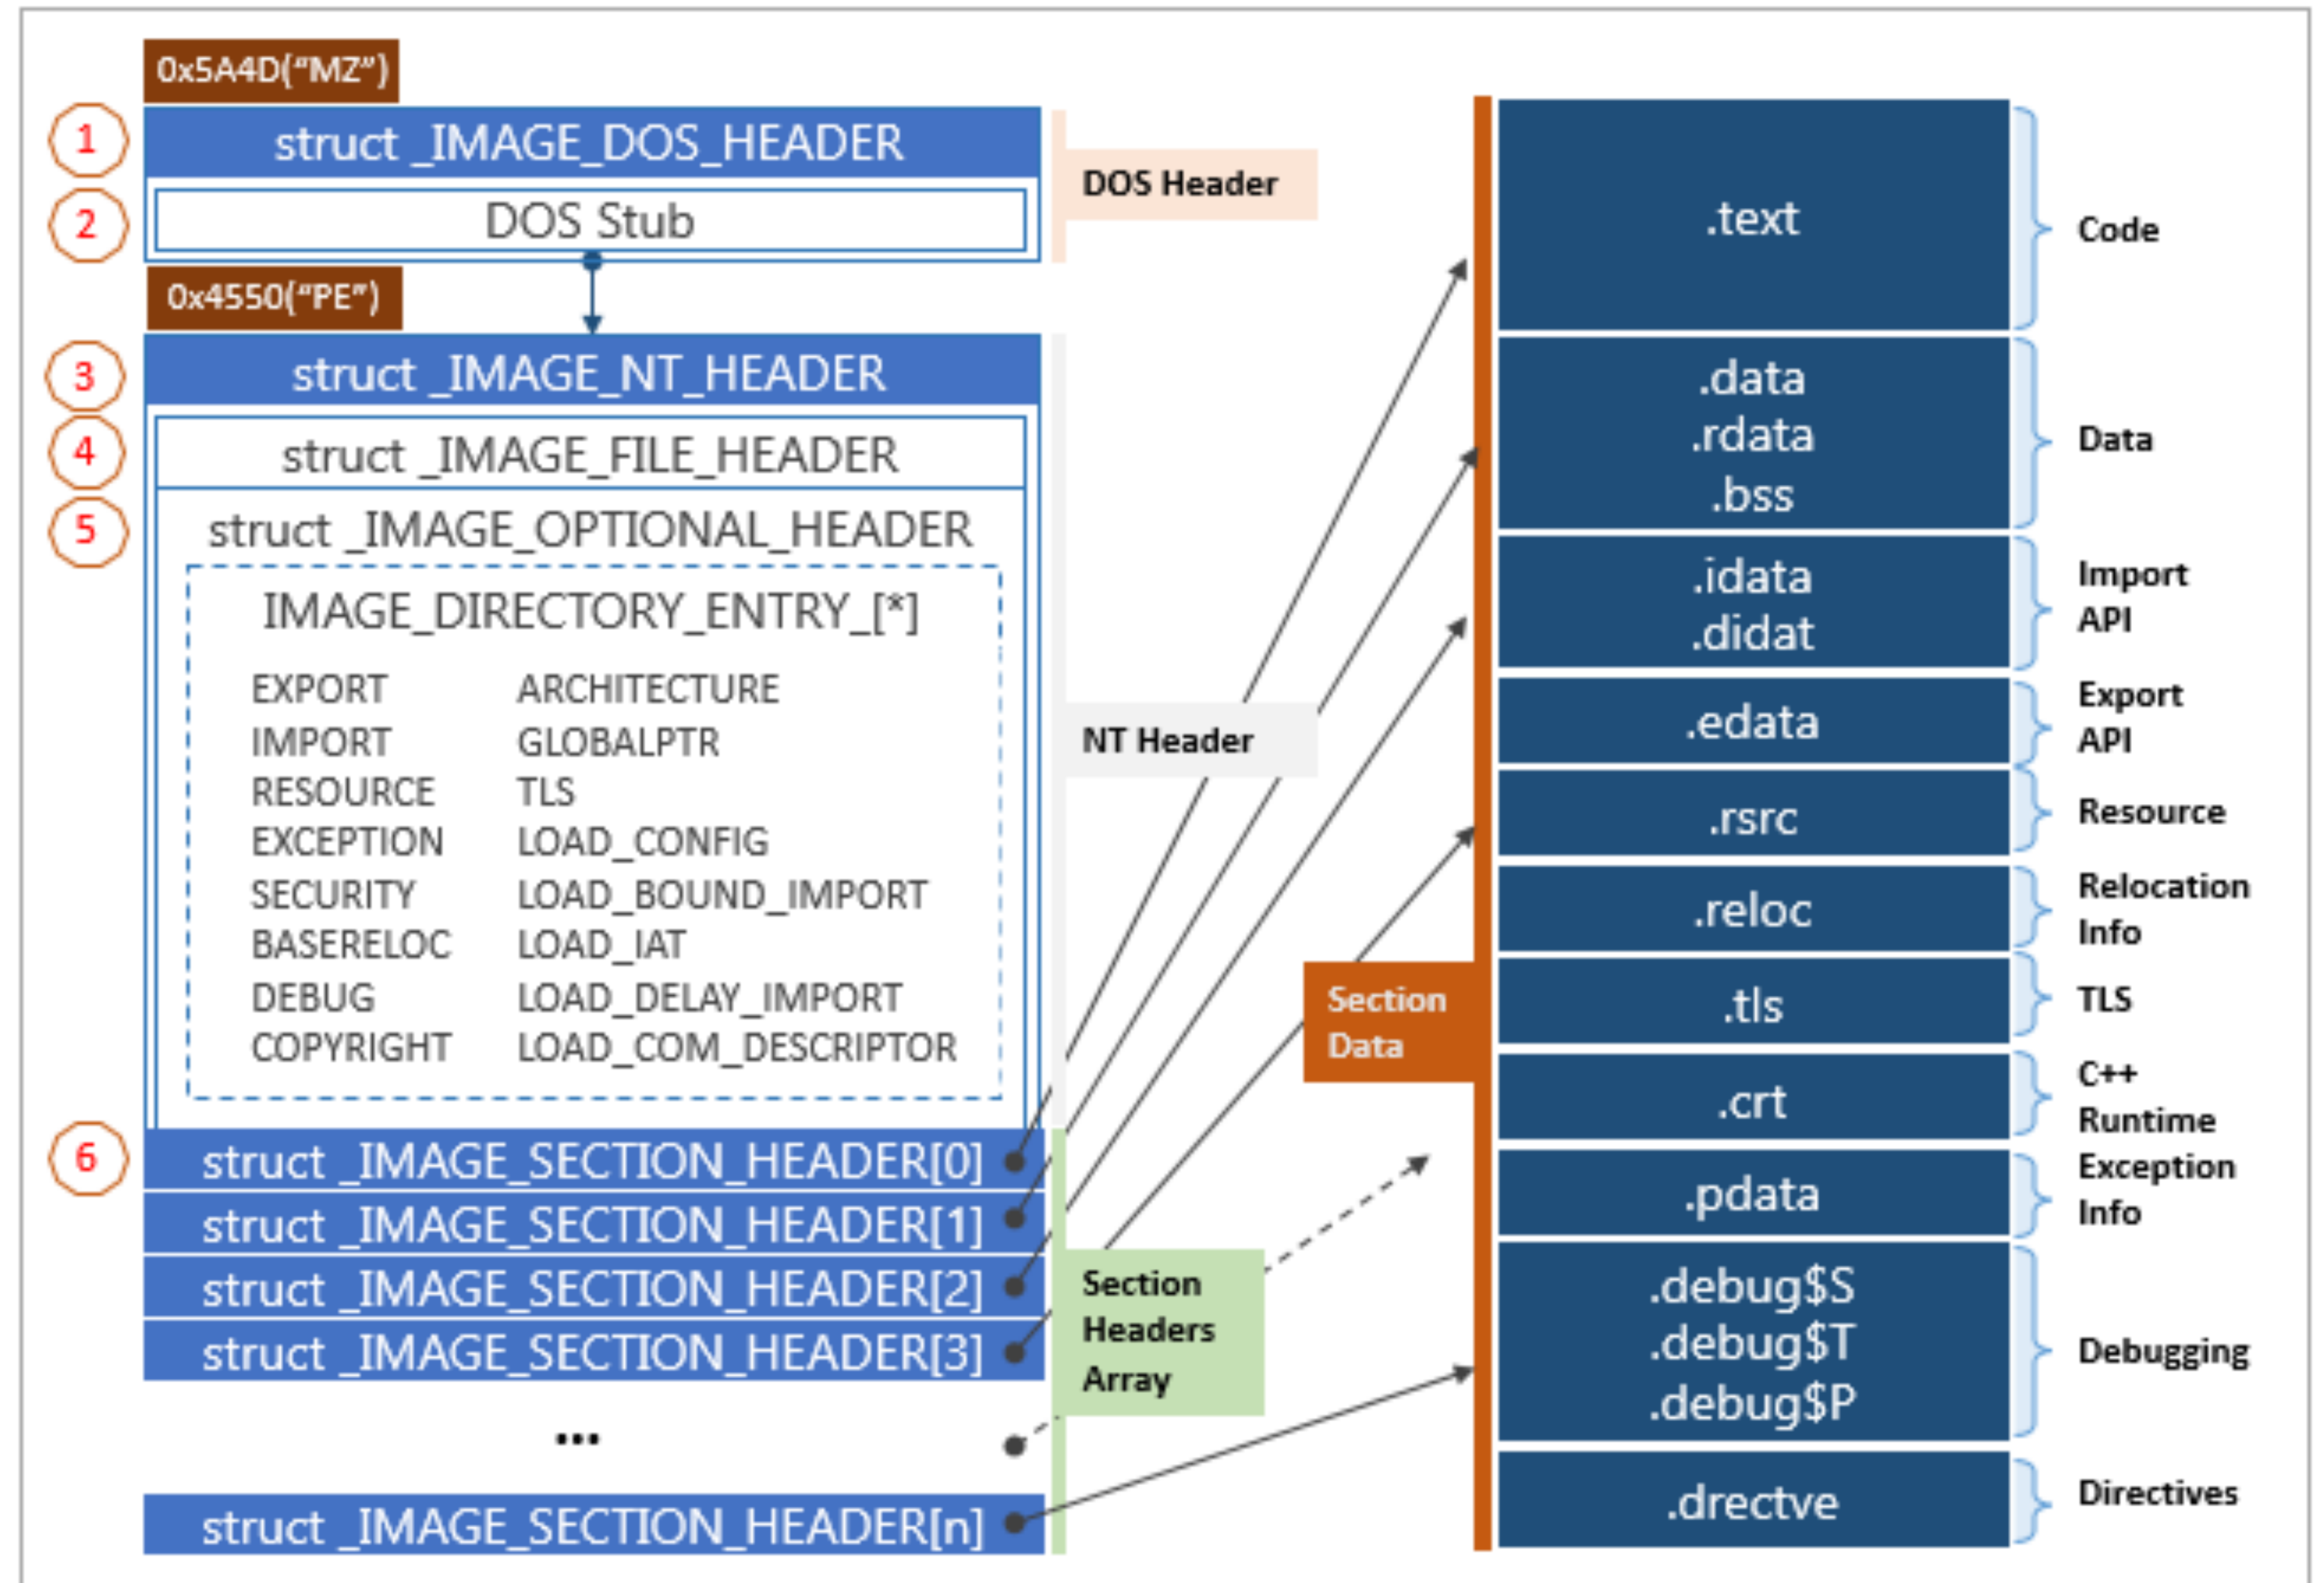 0x5A4D(“MZ”)
1
struct _IMAGE_DOS_HEADER
2
DOS Stub
DOS Header
0x4550(“PE”)
3
struct _IMAGE_NT_HEADER
4
struct _IMAGE_FILE_HEADER
5
struct _IMAGE_OPTIONAL_HEADER
IMAGE_DIRECTORY_ENTRY_[*]
EXPORT ARCHITECTURE
IMPORT GLOBALPTR
RESOURCE TLS
EXCEPTION LOAD_CONFIG
SECURITY LOAD_BOUND_IMPORT
BASERELOC LOAD_IAT
DEBUG LOAD_DELAY_IMPORT
COPYRIGHT LOAD_COM_DESCRIPTOR
NT Header
6
struct _IMAGE_SECTION_HEADER[0]
struct _IMAGE_SECTION_HEADER[1]
struct _IMAGE_SECTION_HEADER[2]
struct _IMAGE_SECTION_HEADER[3]
...
struct _IMAGE_SECTION_HEADER[n]
Section
Headers
Array
Section
Data
.text
Code
.data
.rdata
.bss
Data
.idata
.didat
Import
API
.edata
Export
API
.rsrc
Resource
.reloc
Relocation
Info
.tls
TLS
.crt
C++
Runtime
.pdata
Exception
Info
.debug$S
.debug$T
.debug$P
Debugging
.drectve
Directives